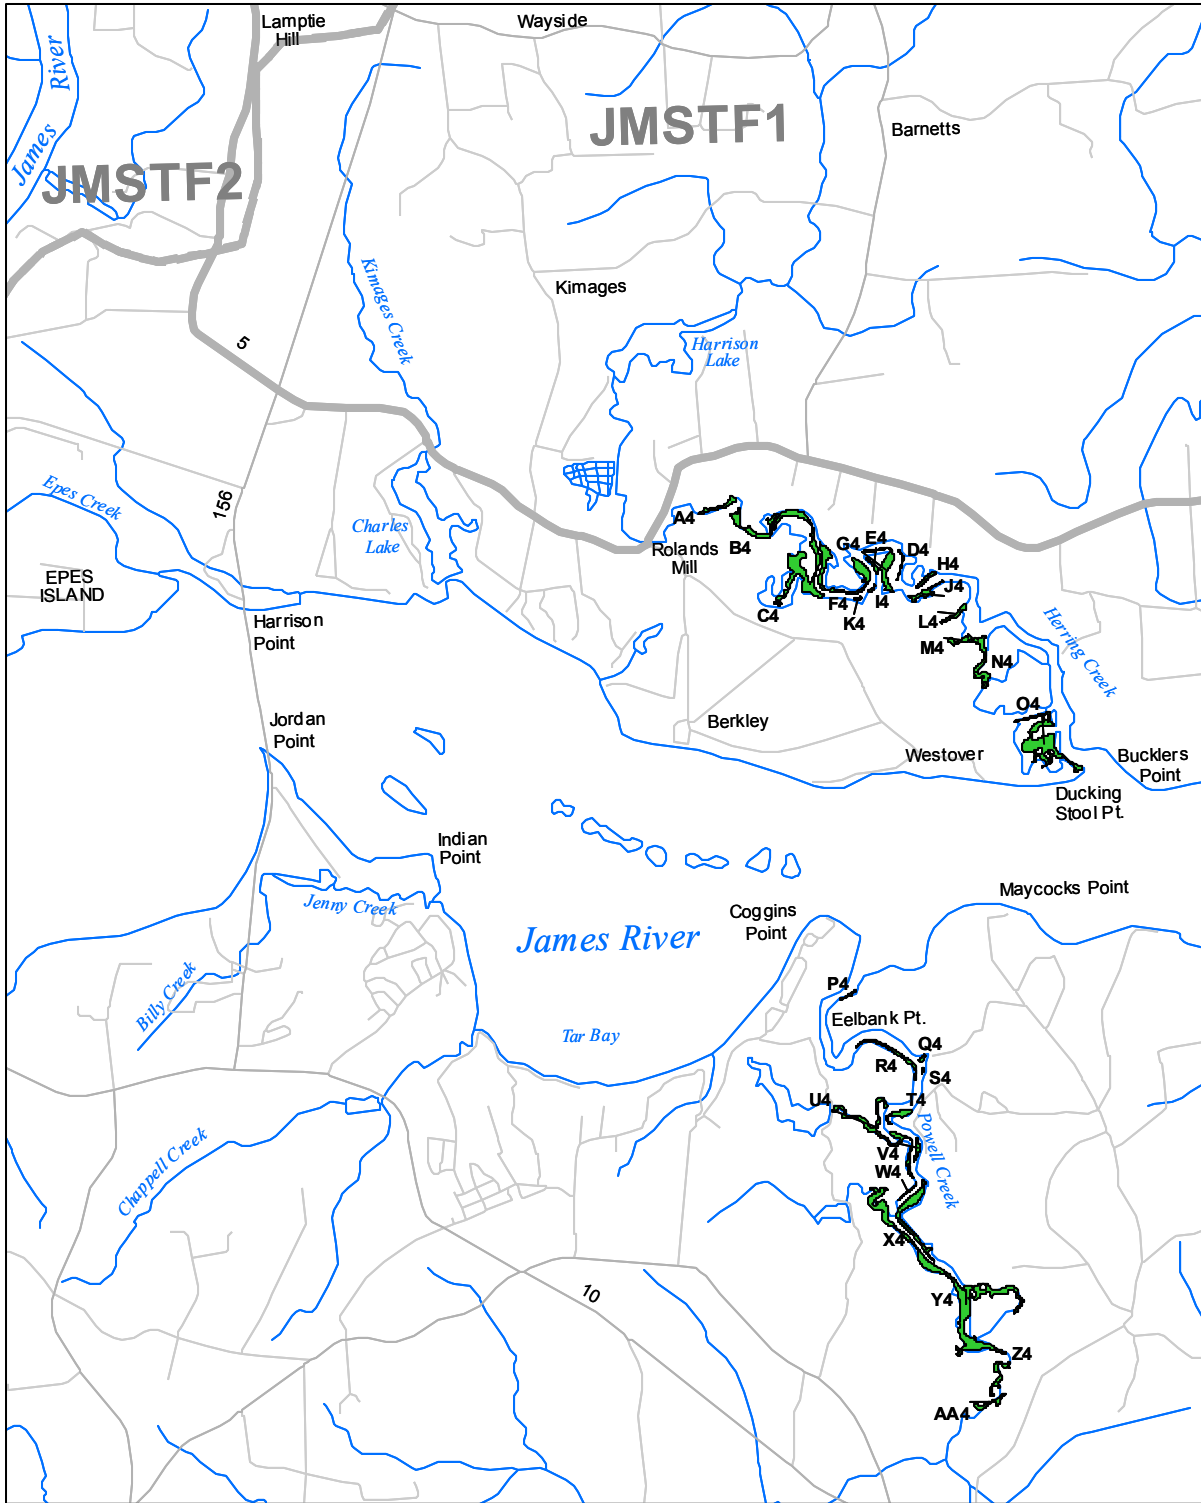 Lamptie
Hill
Wayside
James
River
JMSTF1
Barnetts
JMSTF2
Kimages Creek
Kimages
5
Harrison
Lake
156
Epes Creek
Charles
Lake
A4
B4
Rolands
Mill
G4
E4
D4
H4
J4
I4
F4
K4
C4
L4
M4
N4
EPES
ISLAND
Harrison
Point
Herring Creek
O4
Jordan
Point
Berkley
Westover
Bucklers
Point
Ducking
Stool Pt.
Indian
Point
Jenny Creek
Maycocks Point
Coggins
Point
James River
Billy Creek
P4
Eelbank Pt.
Tar Bay
Q4
R4
S4
U4
T4
Powell Creek
V4
W4
Chappell Creek
X4
10
Y4
Z4
AA4